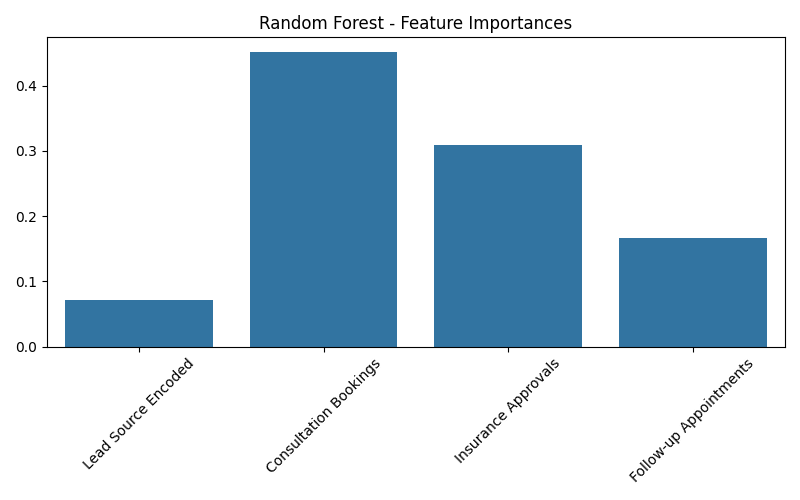 Random Forest - Feature Importances
0.4
0.3
0.2
0.1
0.0
Lead Source Encoded
Consultation Bookings
Insurance Approvals
Follow-up Appointments